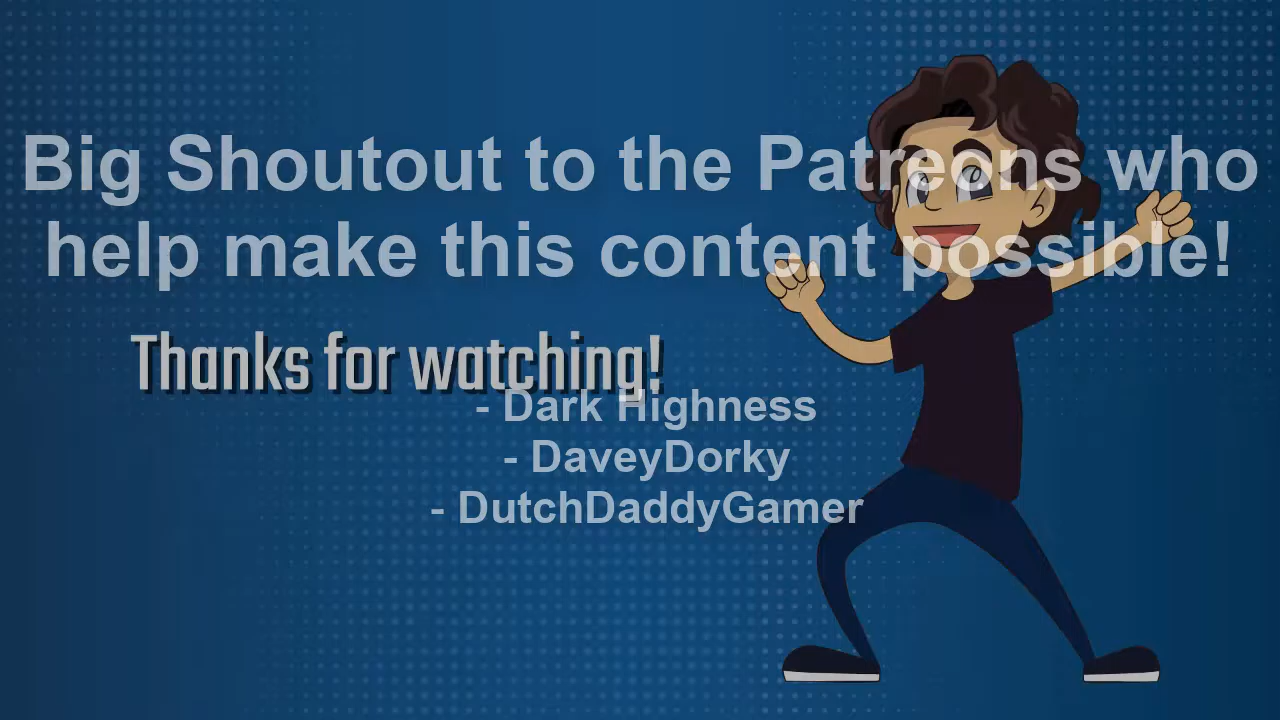 Big Shoutout to the Patreons who
help make this content possible!
Thanks for watching!
- Dark Highness
- DaveyDorky
- DutchDaddyGamer